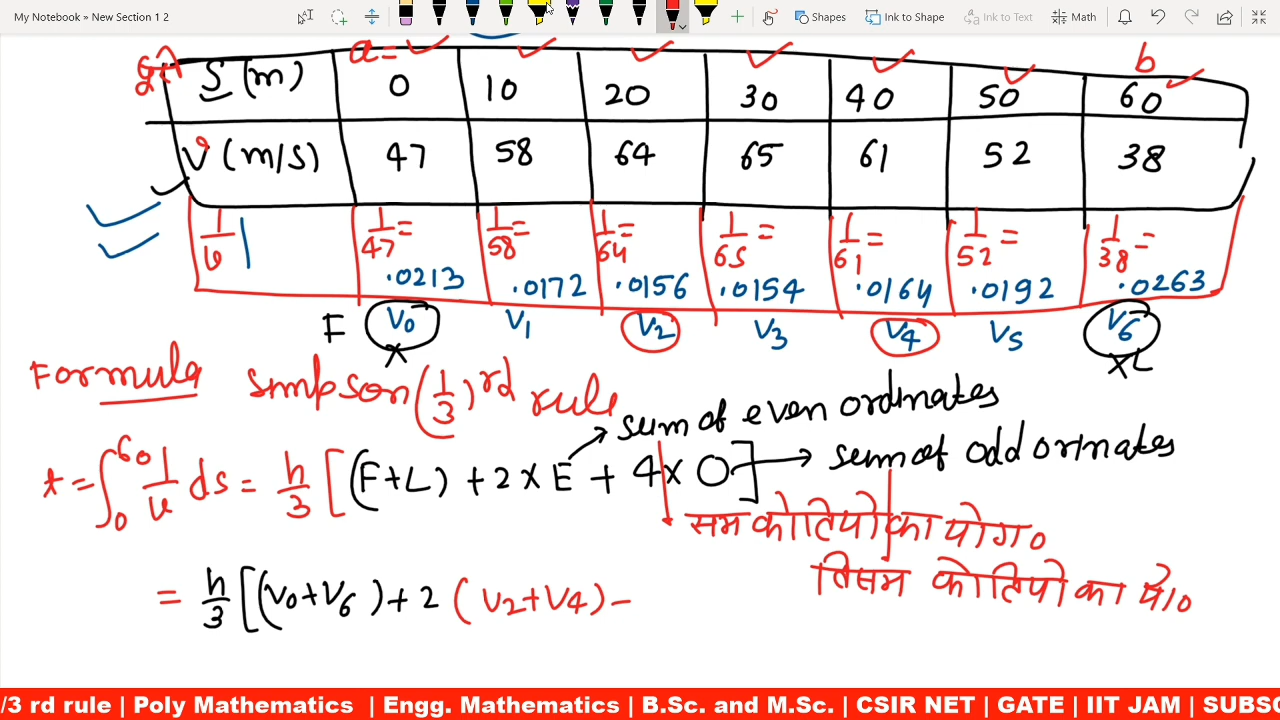 My Notebook » New Section 1 2
Shapes Ink to Shape Ink to Text Math
a= b
S (m) 0 10 20 30 40 50 60
v (m/s) 47 58 64 65 61 52 38
1/v 1/47 = .0213 1/58 = .0172 1/64 = .0156 1/65 = .0154 1/61 = .0164 1/52 = .0192 1/38 = .0263
F V0 V1 V2 V3 V4 V5 V6 L
Formula simpson (1/3)rd rule
sum of even ordinates
t = ∫₀⁶⁰ 1/v ds = h/3 [(F+L) + 2 × E + 4 × O] → sum of odd ortinates
सम कोटियो का योग०
विसम कोटियो का यो०
= h/3 [(V0+V6) + 2 (V2+V4) –
/3 rd rule | Poly Mathematics | Engg. Mathematics | B.Sc. and M.Sc. | CSIR NET | GATE | IIT JAM | SUBSC